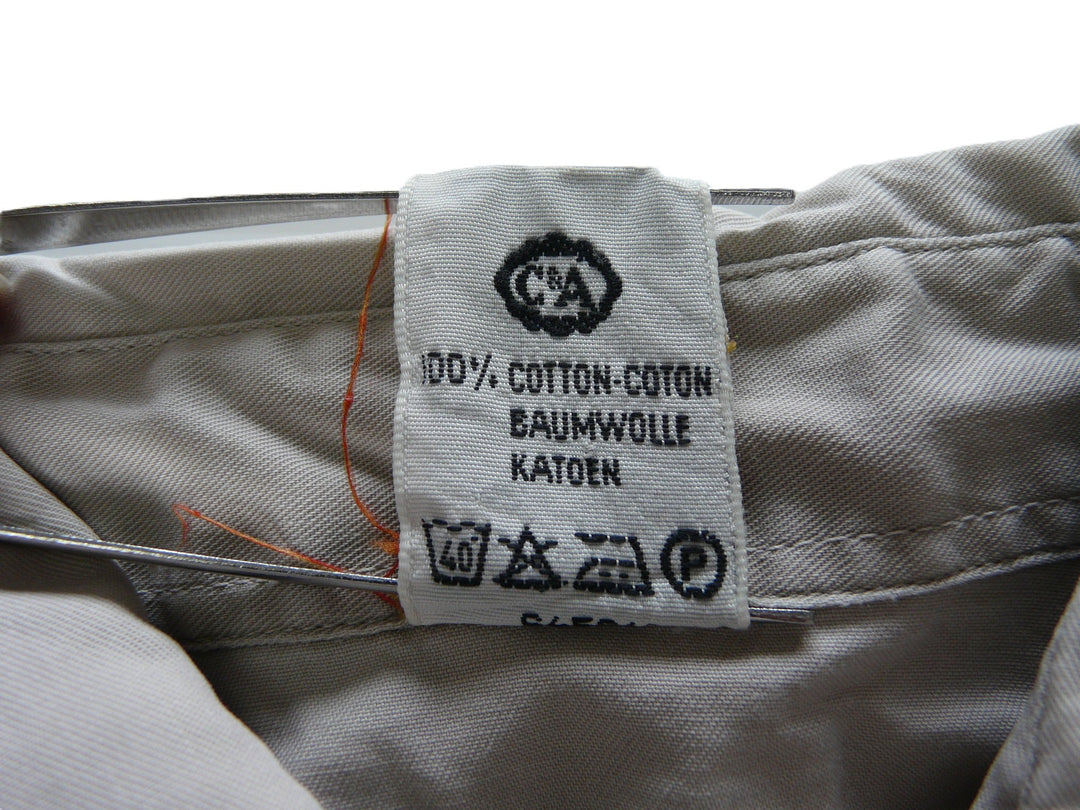 C&A
100% COTTON-COTON
BAUMWOLLE
KATOEN
40° P